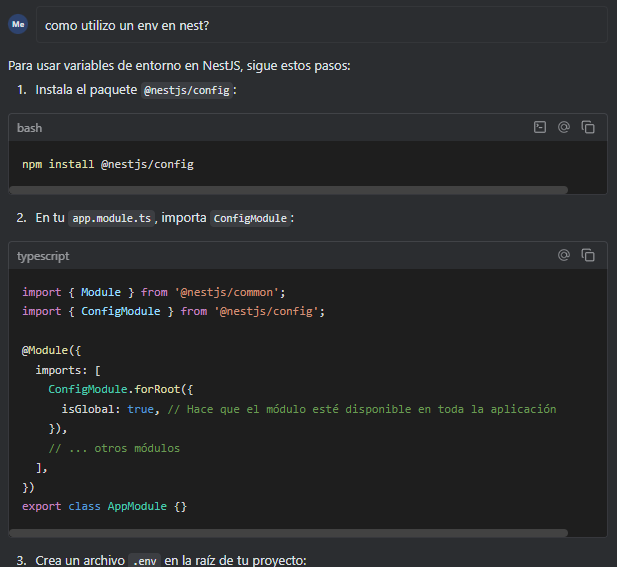 Me
como utilizo un env en nest?
Para usar variables de entorno en NestJS, sigue estos pasos:
1. Instala el paquete @nestjs/config:
bash
npm install @nestjs/config
2. En tu app.module.ts, importa ConfigModule:
typescript
import { Module } from '@nestjs/common';
import { ConfigModule } from '@nestjs/config';
@Module({
imports: [
ConfigModule.forRoot({
isGlobal: true, // Hace que el módulo esté disponible en toda la aplicación
}),
// ... otros módulos
],
})
export class AppModule {}
3. Crea un archivo .env en la raíz de tu proyecto: